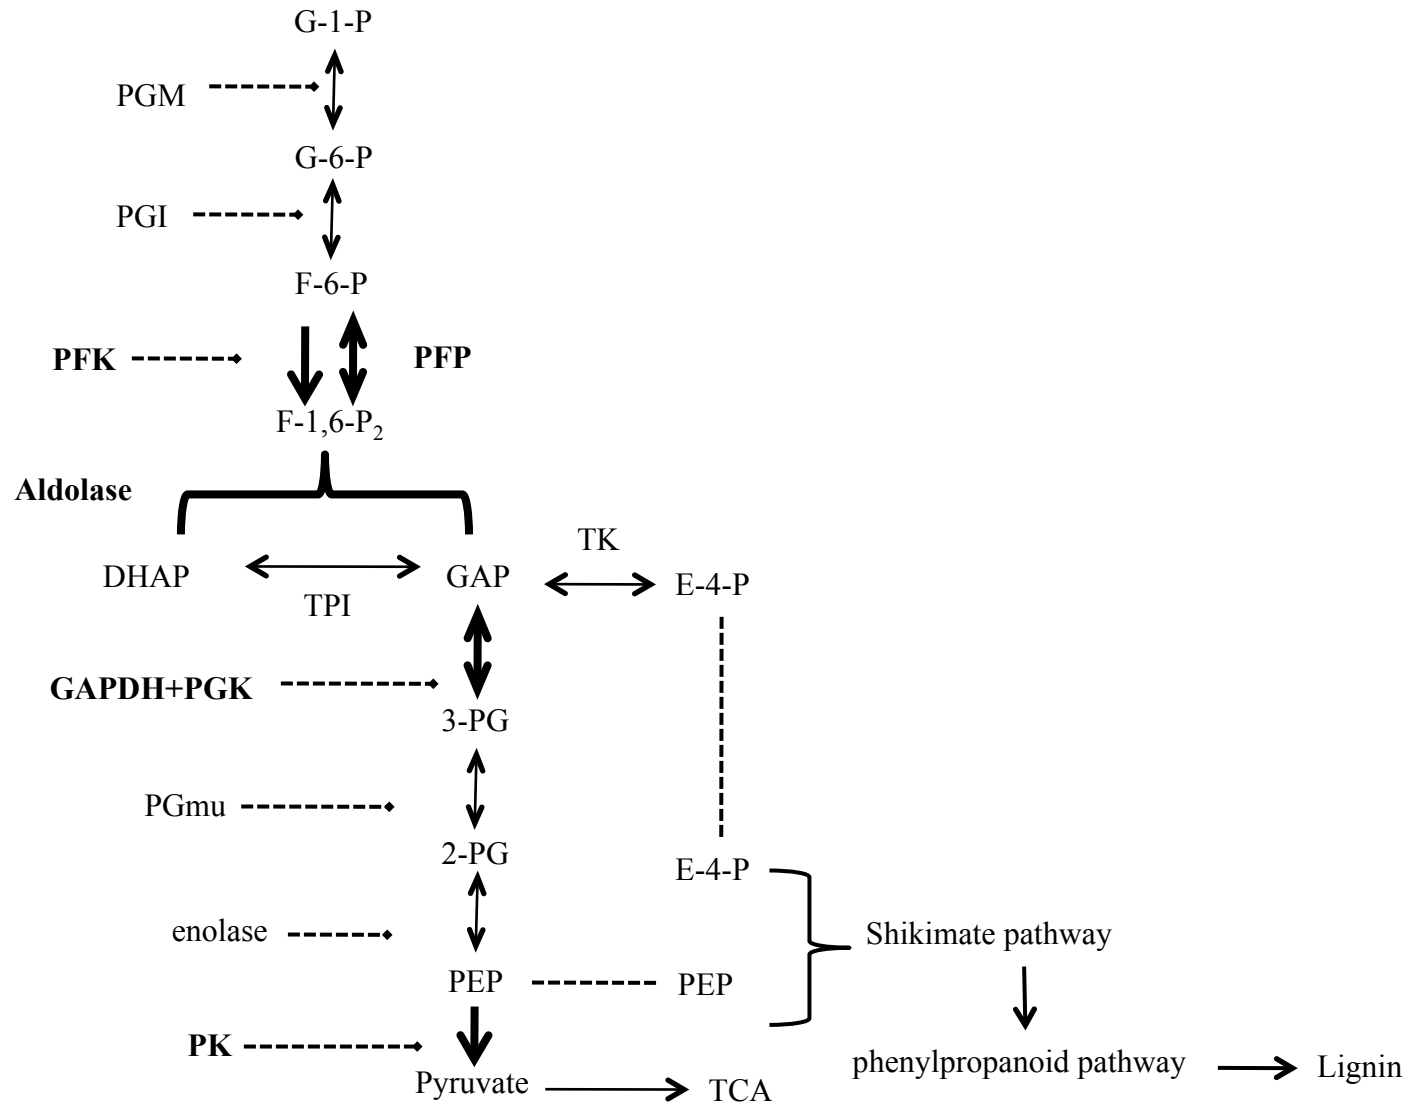 G-1-P
PGM
G-6-P
PGI
F-6-P
PFK
PFP
F-1,6-P₂
Aldolase
DHAP
TPI
GAP
TK
E-4-P
GAPDH+PGK
3-PG
PGmu
2-PG
E-4-P
enolase
Shikimate pathway
PEP
PEP
PK
phenylpropanoid pathway
Lignin
Pyruvate
TCA